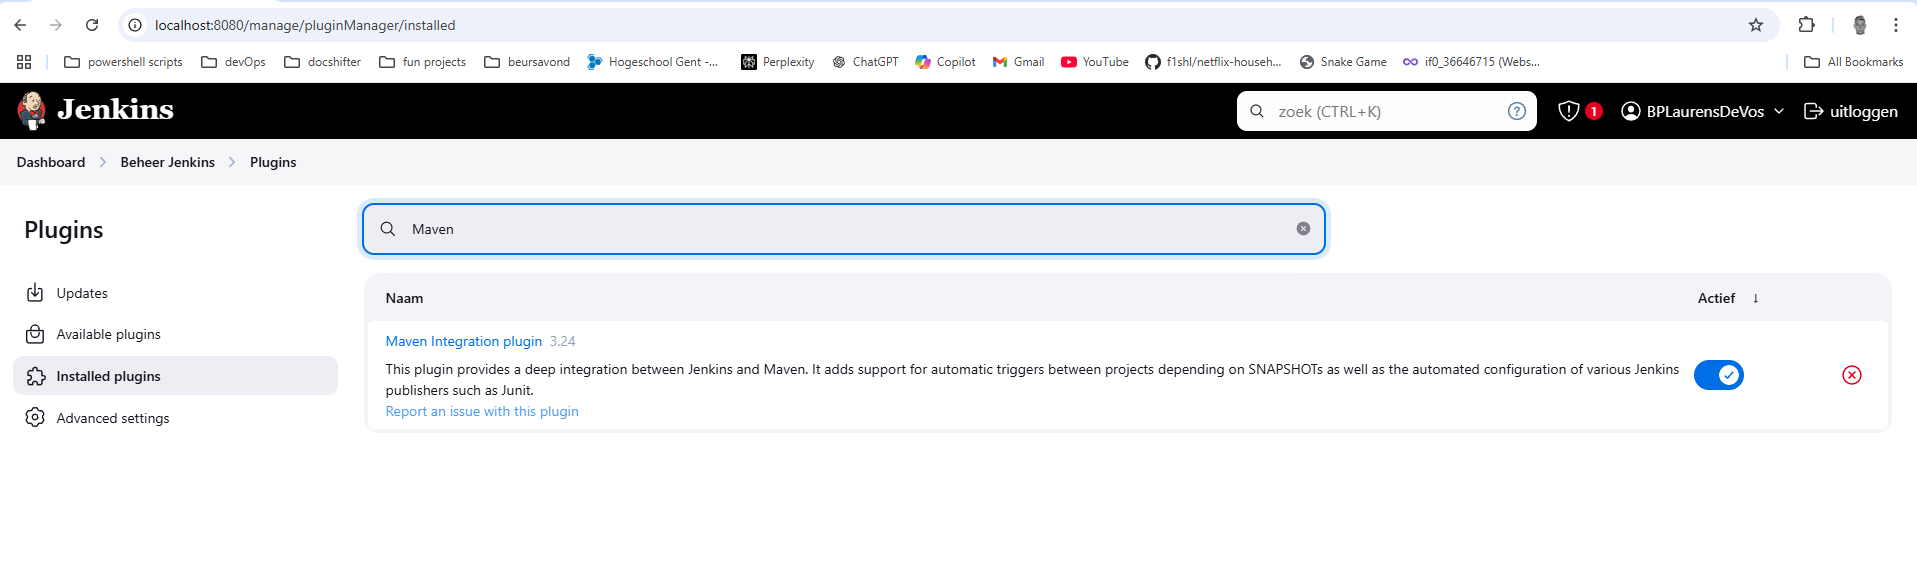 localhost:8080/manage/pluginManager/installed
powershell scripts devOps docshifter fun projects beursavond Hogeschool Gent -... Perplexity ChatGPT Copilot Gmail YouTube f1shl/netflix-househ... Snake Game if0_36646715 (Webs... All Bookmarks
Jenkins zoek (CTRL+K) 1 BPLaurensDeVos uitloggen
Dashboard Beheer Jenkins Plugins
Plugins
Maven
Updates
Available plugins
Installed plugins
Advanced settings
Naam Actief ↓
Maven Integration plugin 3.24
This plugin provides a deep integration between Jenkins and Maven. It adds support for automatic triggers between projects depending on SNAPSHOTs as well as the automated configuration of various Jenkins
publishers such as Junit.
Report an issue with this plugin